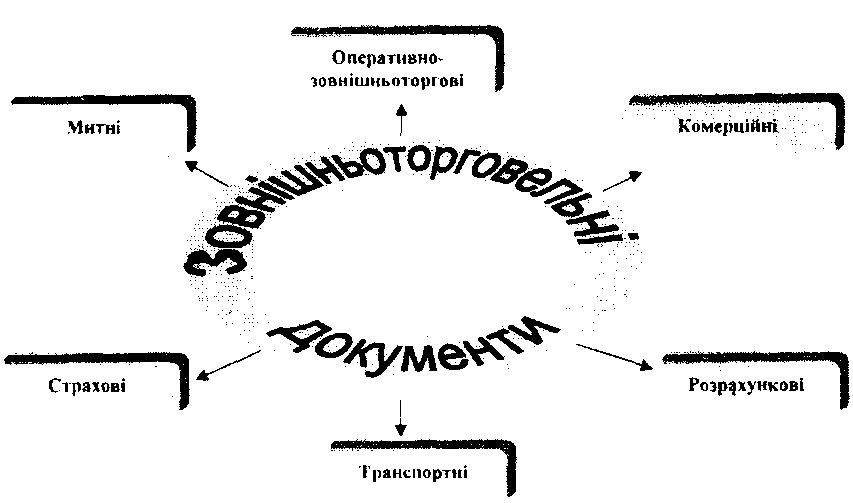 Оперативно-
зовнішньоторгові
Митні
Комерційні
Зовнішньоторговельні
документи
Страхові
Розрахункові
Транспортні